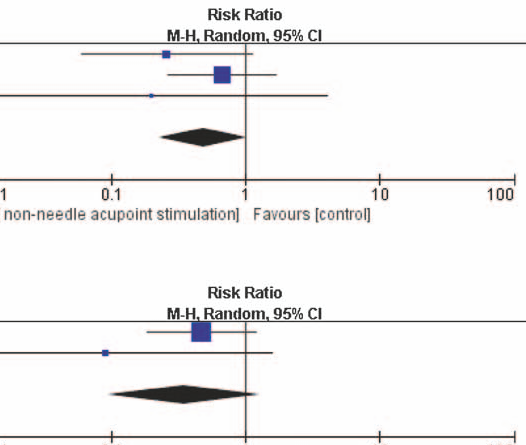 Risk Ratio
M-H, Random, 95% CI
1 0.1 1 10 100
non-needle acupoint stimulation] Favours [control]
Risk Ratio
M-H, Random, 95% CI